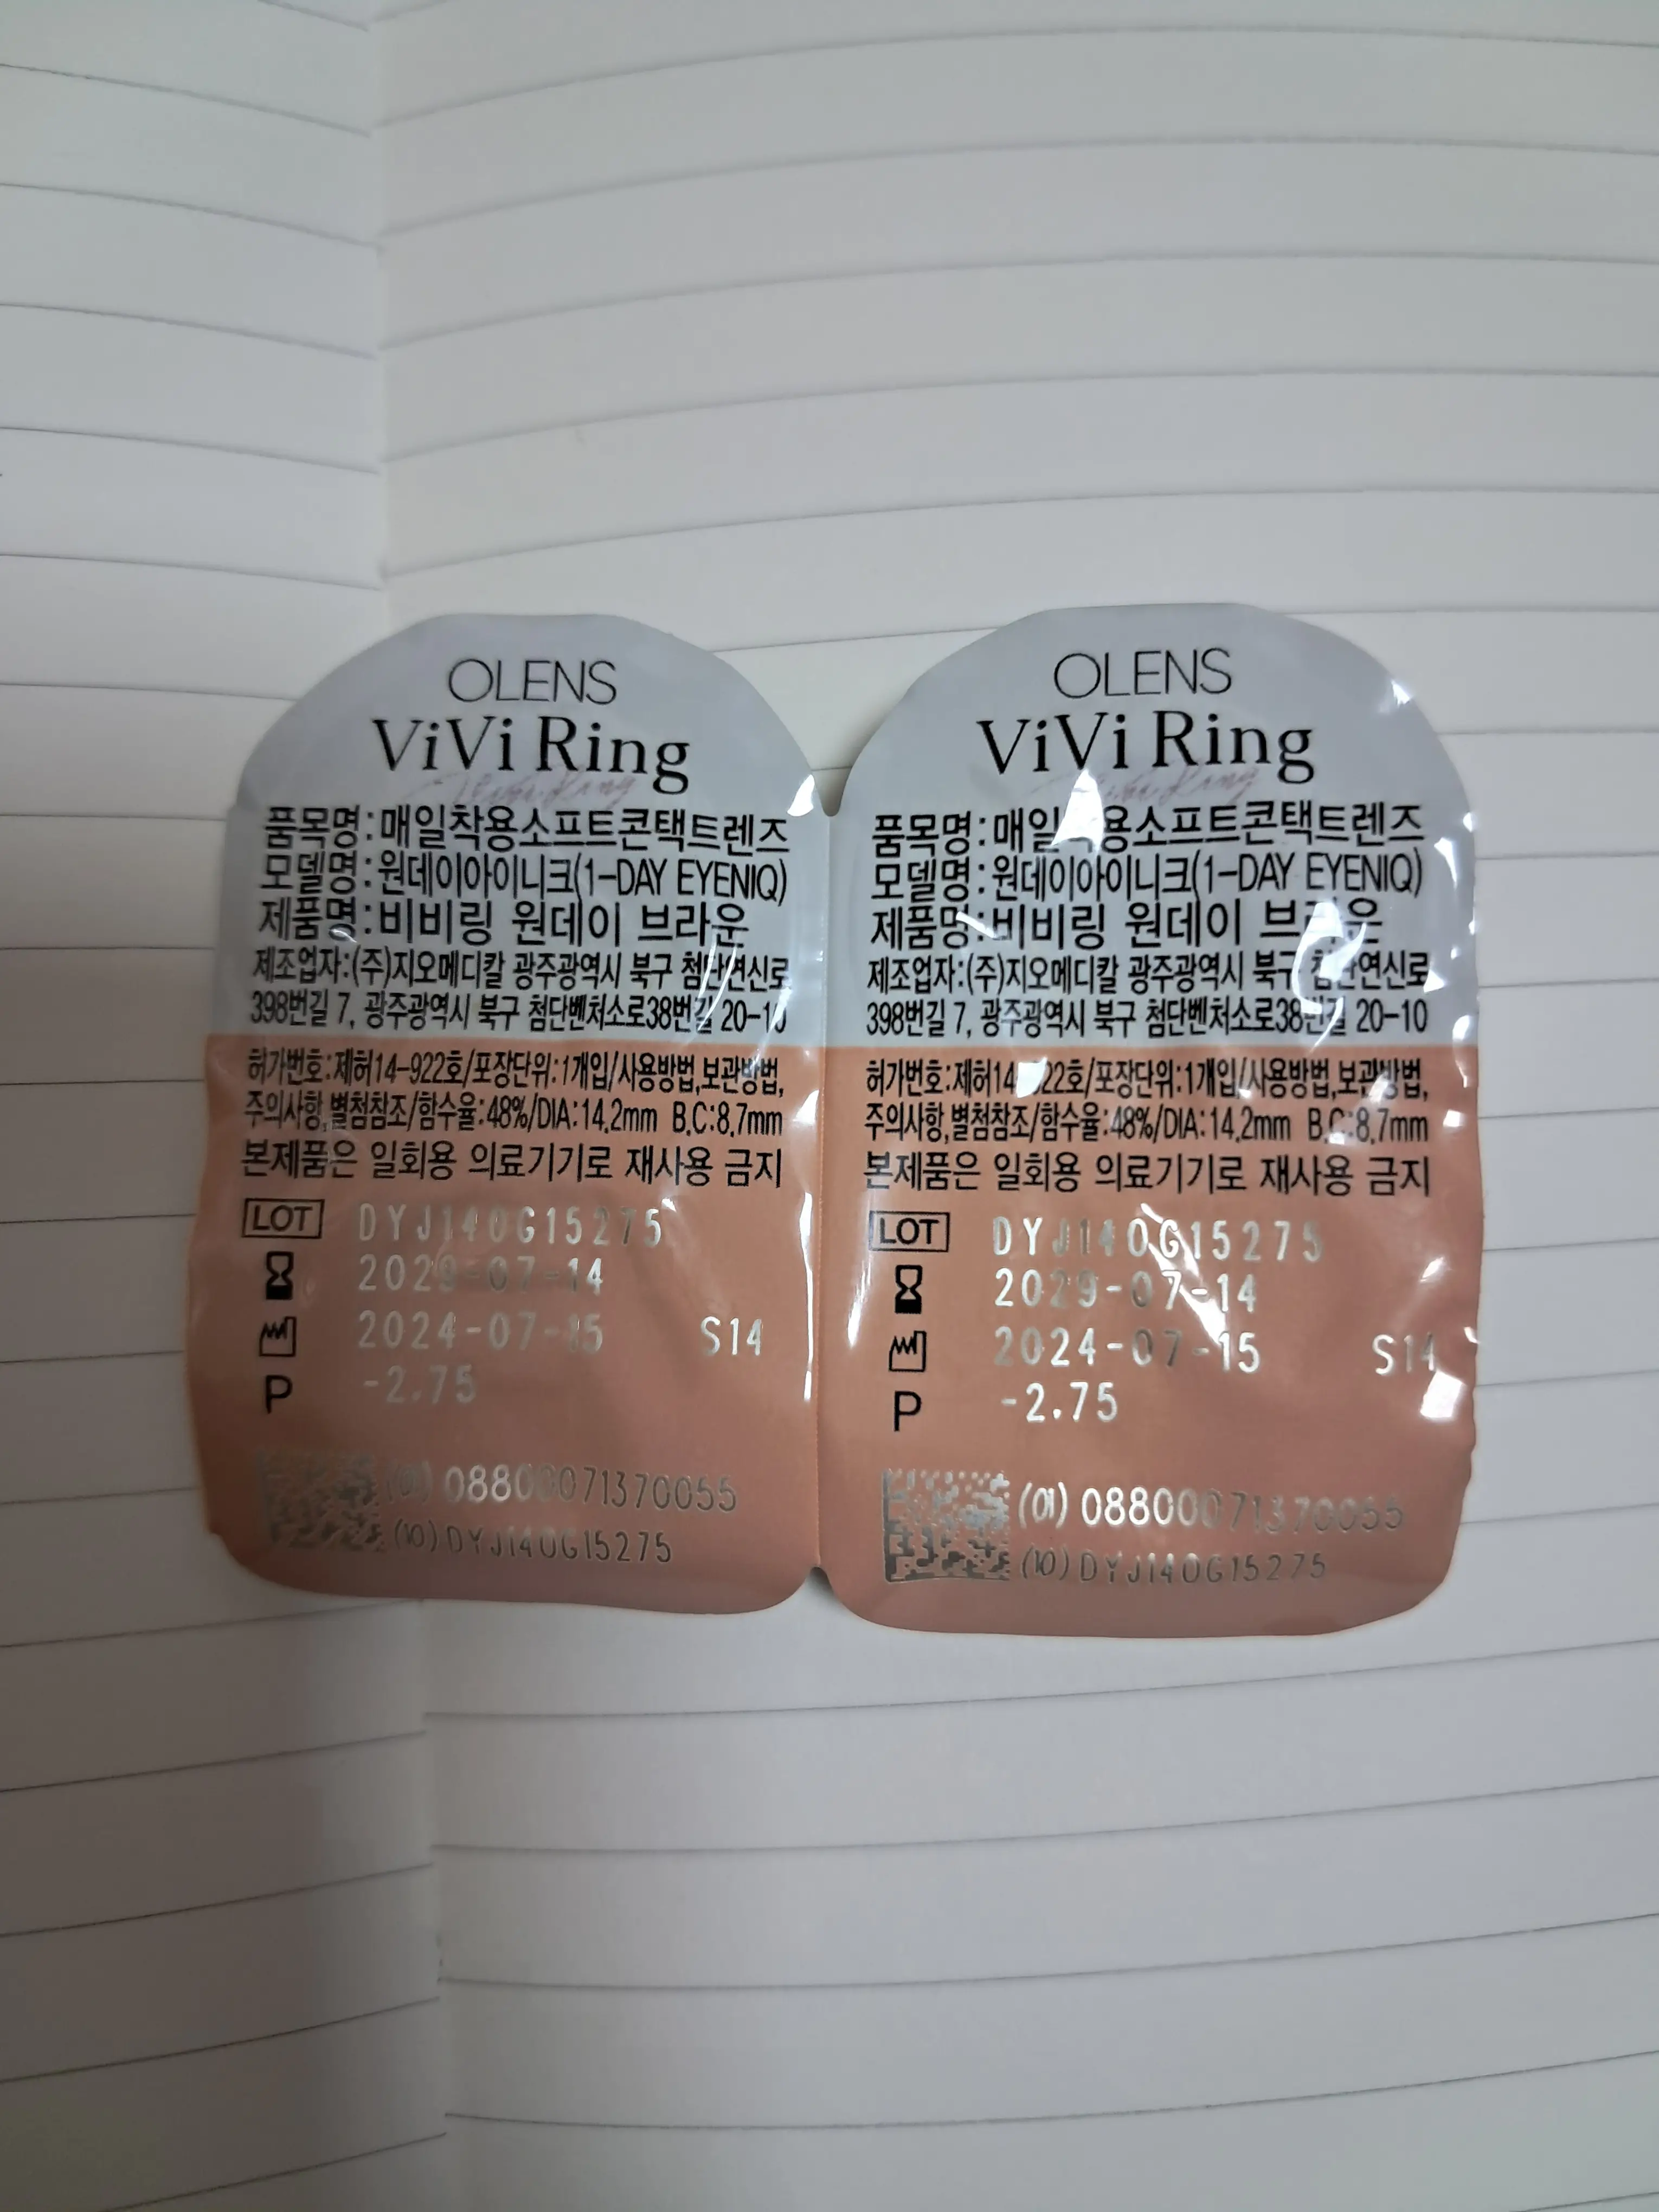 OLENS
ViVi Ring
품목명:매일착용소프트콘택트렌즈
모델명:원데이아이니크(1-DAY EYENIQ)
제품명:비비링 원데이 브라운
제조업자:(주)지오메디칼 광주광역시 북구 첨단연신로
398번길 7, 광주광역시 북구 첨단벤처소로38번길 20-10
허가번호:제허14-922호/포장단위:1개입/사용방법,보관방법,
주의사항,별첨참조/함수율:48%/DIA:14.2mm B.C:8.7mm
본제품은 일회용 의료기기로 재사용 금지
LOT DYJ140G15275
2029-07-14
2024-07-15 S14
P -2.75
(01) 08800071370055
(10) DYJ140G15275
OLENS
ViVi Ring
품목명:매일착용소프트콘택트렌즈
모델명:원데이아이니크(1-DAY EYENIQ)
제품명:비비링 원데이 브라운
제조업자:(주)지오메디칼 광주광역시 북구 첨단연신로
398번길 7, 광주광역시 북구 첨단벤처소로38번길 20-10
허가번호:제허14-922호/포장단위:1개입/사용방법,보관방법,
주의사항,별첨참조/함수율:48%/DIA:14.2mm B.C:8.7mm
본제품은 일회용 의료기기로 재사용 금지
LOT DYJ140G15275
2029-07-14
2024-07-15 S14
P -2.75
(01) 08800071370055
(10) DYJ140G15275